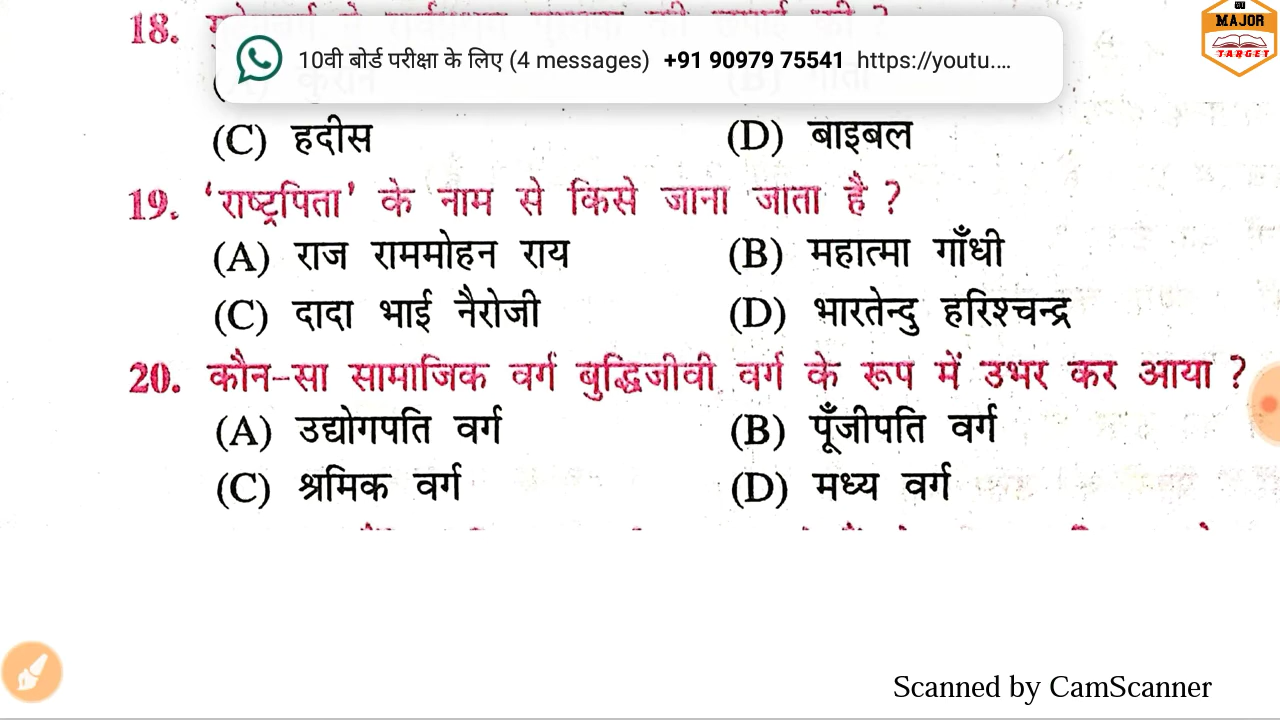 MAJOR
TARGET
18.
10वी बोर्ड परीक्षा के लिए (4 messages) +91 90979 75541 https://youtu....
(C) हदीस (D) बाइबल
19. ‘राष्ट्रपिता’ के नाम से किसे जाना जाता है ?
(A) राज राममोहन राय (B) महात्मा गाँधी
(C) दादा भाई नैरोजी (D) भारतेन्दु हरिश्चन्द्र
20. कौन-सा सामाजिक वर्ग बुद्धिजीवी वर्ग के रूप में उभर कर आया ?
(A) उद्योगपति वर्ग (B) पूँजीपति वर्ग
(C) श्रमिक वर्ग (D) मध्य वर्ग
Scanned by CamScanner